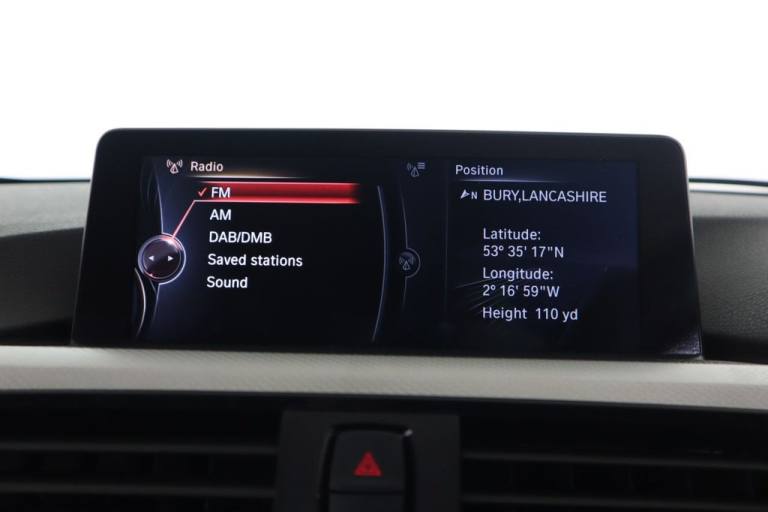 Radio
FM
AM
DAB/DMB
Saved stations
Sound
Position
N BURY,LANCASHIRE
Latitude:
53° 35' 17"N
Longitude:
2° 16' 59"W
Height 110 yd